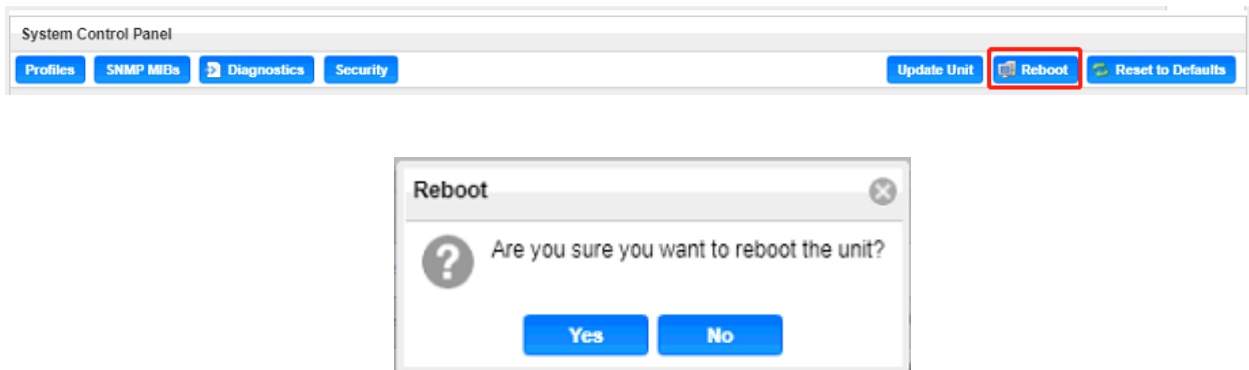 System Control Panel
Profiles SNMP MIBs Diagnostics Security Update Unit Reboot Reset to Defaults
Reboot
Are you sure you want to reboot the unit?
Yes No